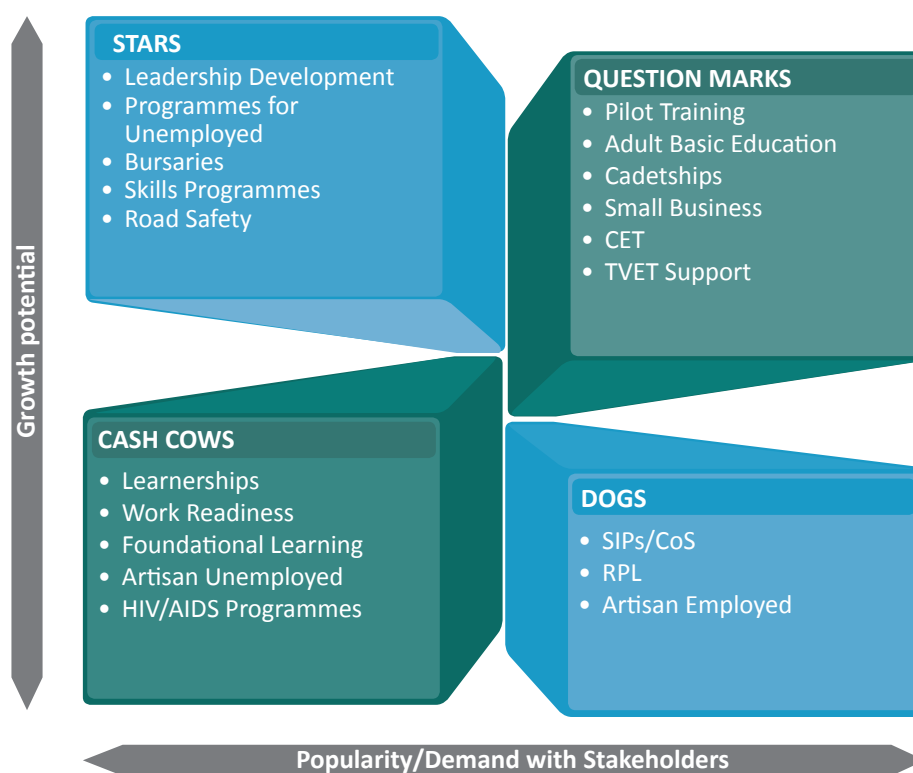 STARS
• Leadership Development
• Programmes for
Unemployed
• Bursaries
• Skills Programmes
• Road Safety
QUESTION MARKS
• Pilot Training
• Adult Basic Education
• Cadetships
• Small Business
• CET
• TVET Support
Growth potential
CASH COWS
• Learnerships
• Work Readiness
• Foundational Learning
• Artisan Unemployed
• HIV/AIDS Programmes
DOGS
• SIPs/CoS
• RPL
• Artisan Employed
Popularity/Demand with Stakeholders